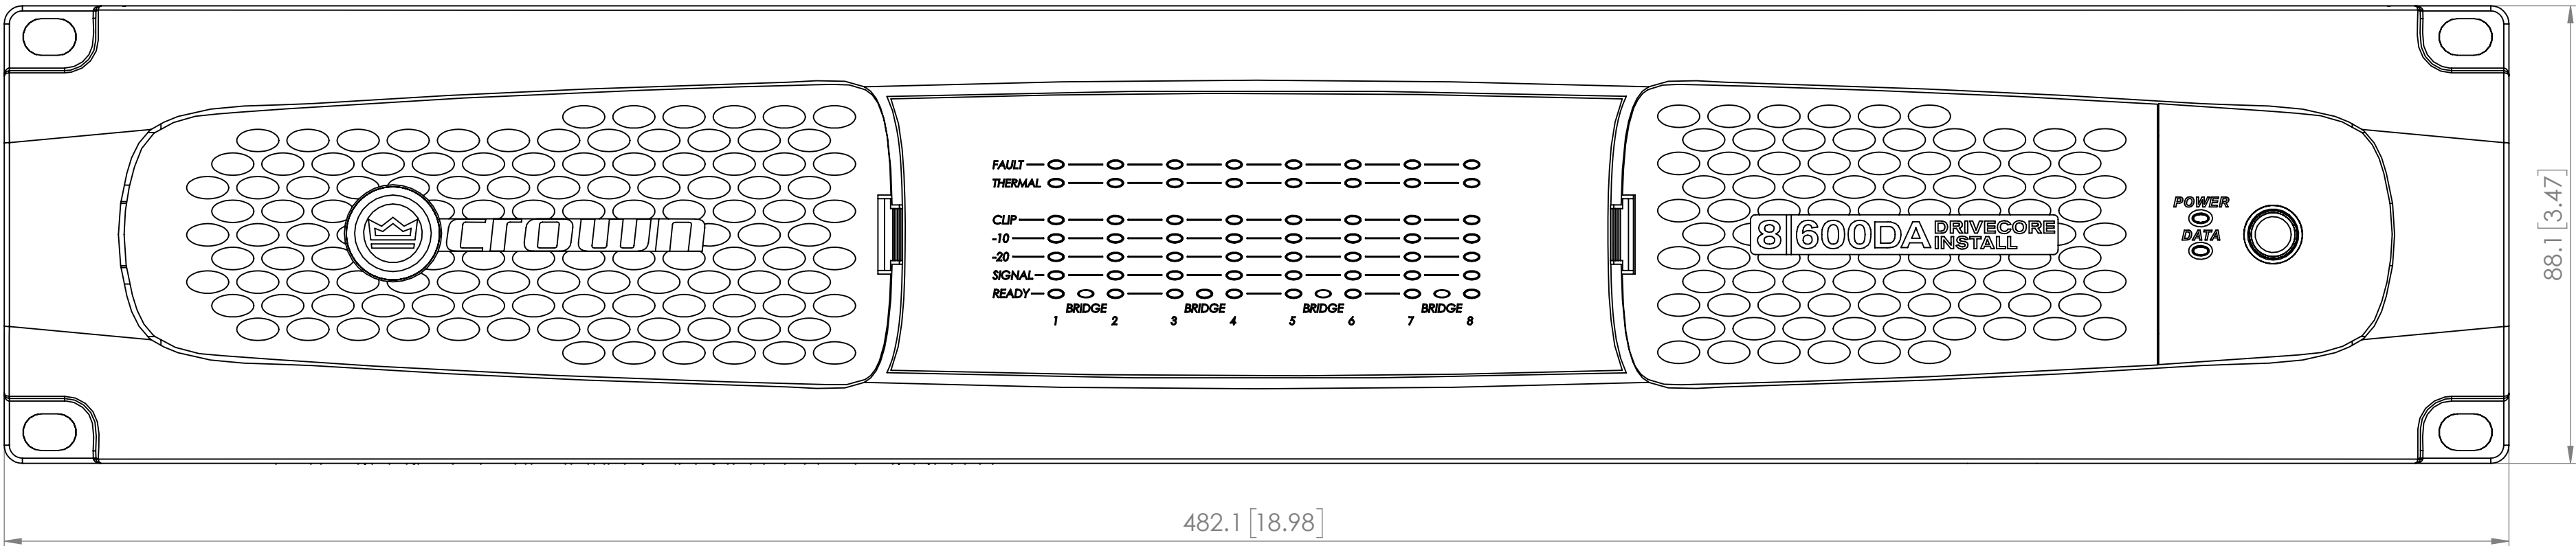 FAULT
THERMAL
CLIP
-10
-20
SIGNAL
READY
BRIDGE BRIDGE BRIDGE BRIDGE
1 2 3 4 5 6 7 8
crown
8|600DA DRIVECORE
INSTALL
POWER
DATA
88.1 [3.47]
482.1 [18.98]